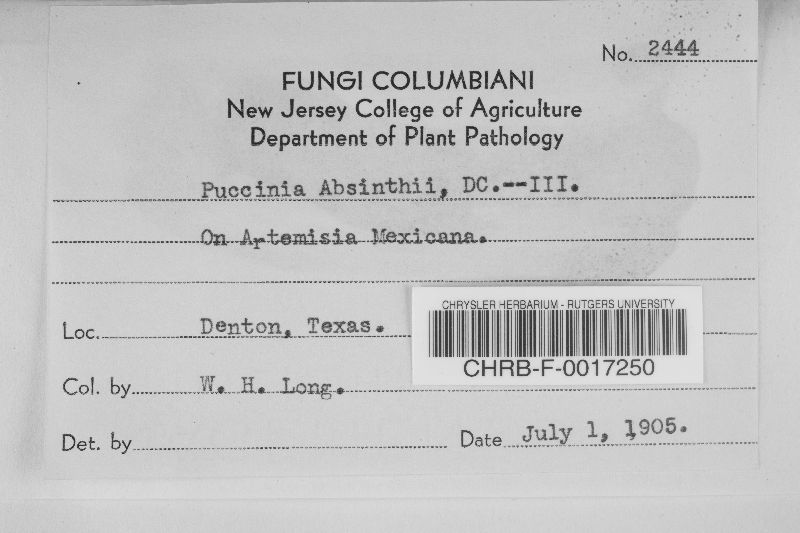 No. 2444
FUNGI COLUMBIANI
New Jersey College of Agriculture
Department of Plant Pathology
Puccinia Absinthii, DC.--III.
On Artemisia Mexicana.
Loc. Denton, Texas.
CHRYSLER HERBARIUM - RUTGERS UNIVERSITY
CHRB-F-0017250
Col. by W. H. Long.
Det. by
Date July 1, 1905.